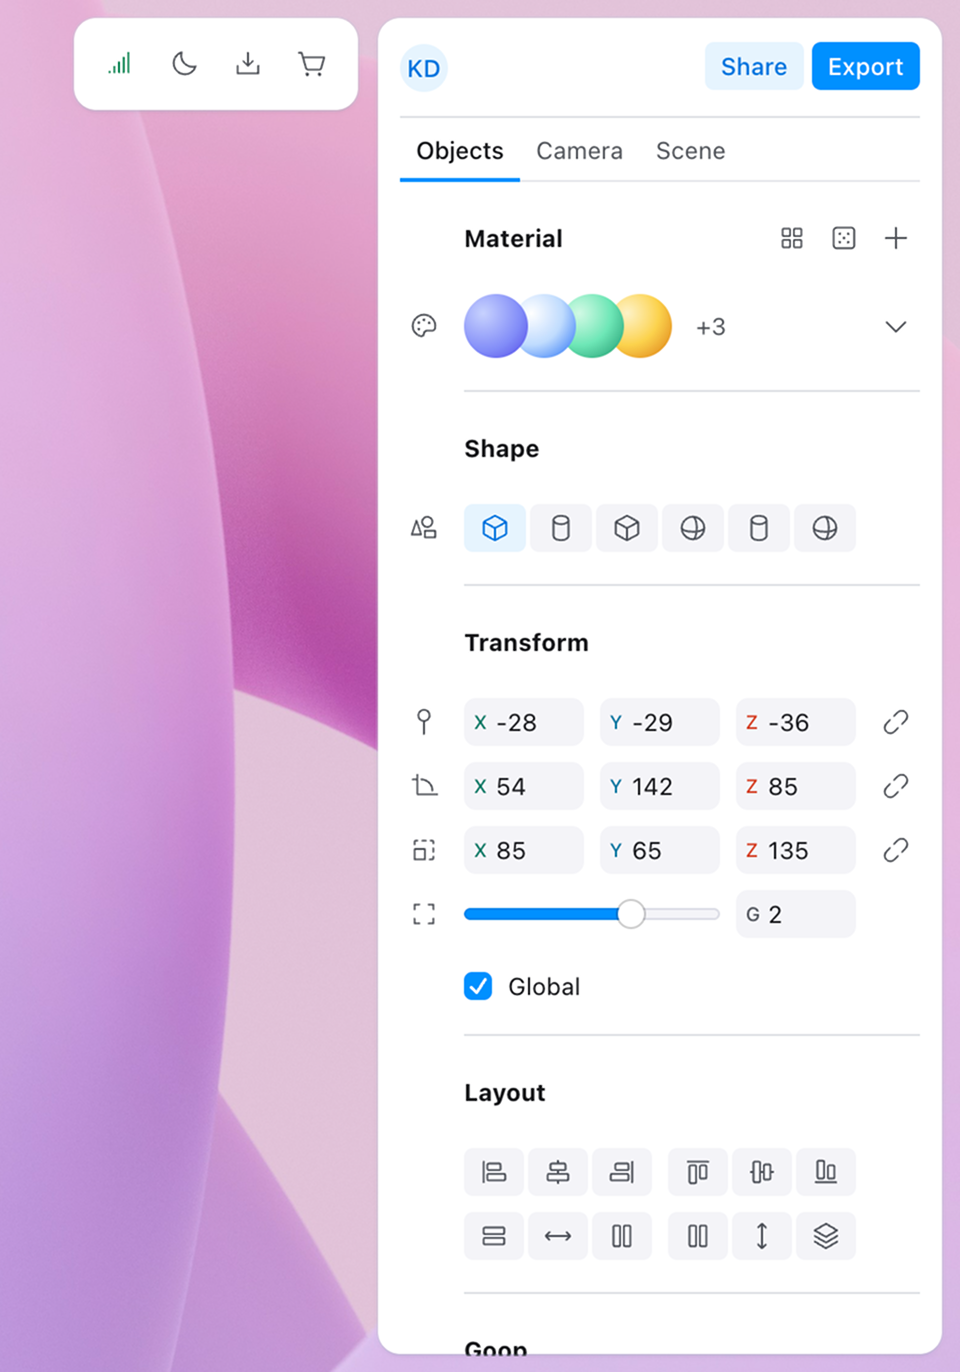 KD
Share
Export
Objects
Camera
Scene
Material
+3
Shape
Transform
X -28
Y -29
Z -36
X 54
Y 142
Z 85
X 85
Y 65
Z 135
G 2
Global
Layout
Goop